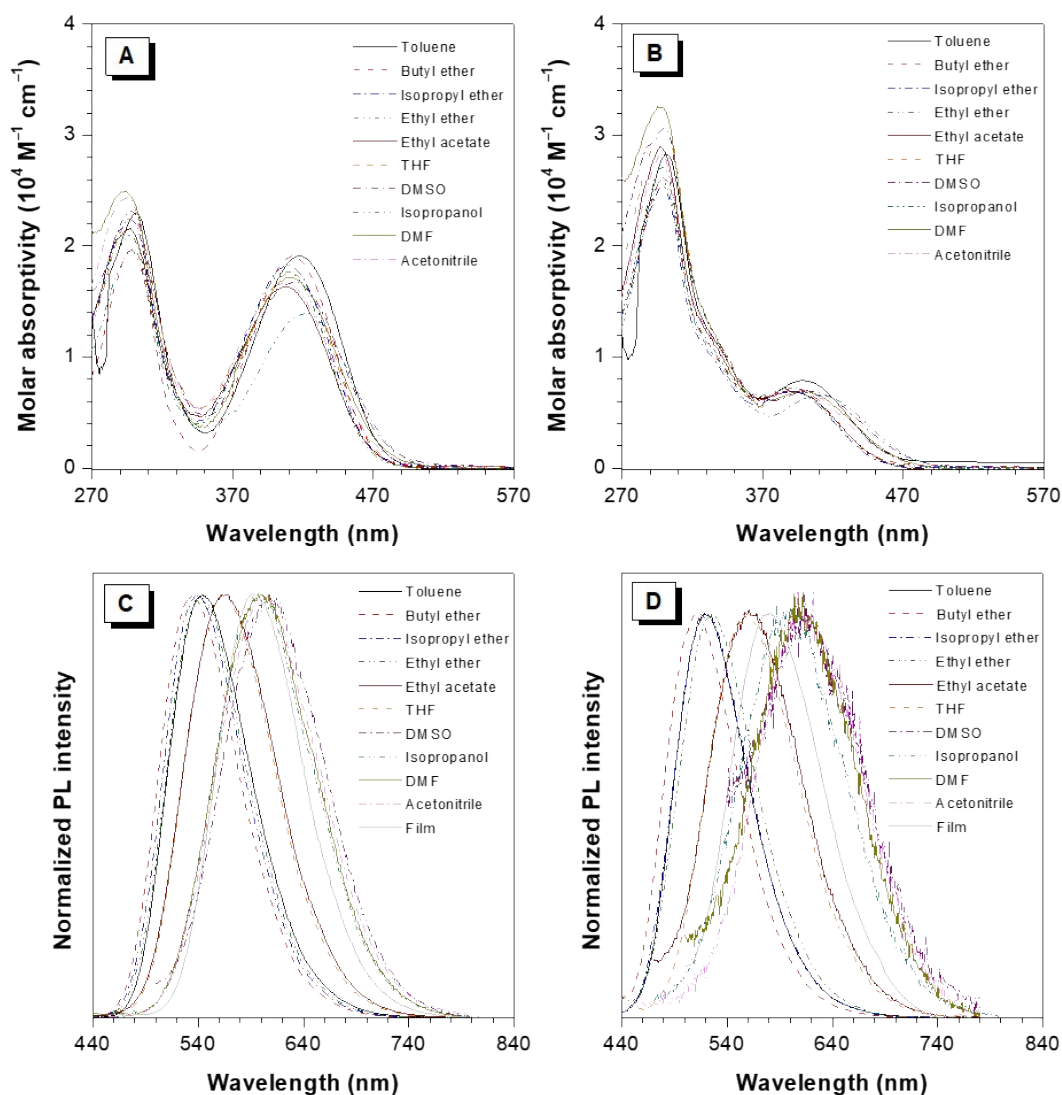 A
Molar absorptivity (10⁴ M⁻¹ cm⁻¹)
4
3
2
1
0
270
370
470
570
Wavelength (nm)
Toluene
Butyl ether
Isopropyl ether
Ethyl ether
Ethyl acetate
THF
DMSO
Isopropanol
DMF
Acetonitrile
B
Molar absorptivity (10⁴ M⁻¹ cm⁻¹)
4
3
2
1
0
270
370
470
570
Wavelength (nm)
Toluene
Butyl ether
Isopropyl ether
Ethyl ether
Ethyl acetate
THF
DMSO
Isopropanol
DMF
Acetonitrile
C
Normalized PL intensity
440
540
640
740
840
Wavelength (nm)
Toluene
Butyl ether
Isopropyl ether
Ethyl ether
Ethyl acetate
THF
DMSO
Isopropanol
DMF
Acetonitrile
Film
D
Normalized PL intensity
440
540
640
740
840
Wavelength (nm)
Toluene
Butyl ether
Isopropyl ether
Ethyl ether
Ethyl acetate
THF
DMSO
Isopropanol
DMF
Acetonitrile
Film